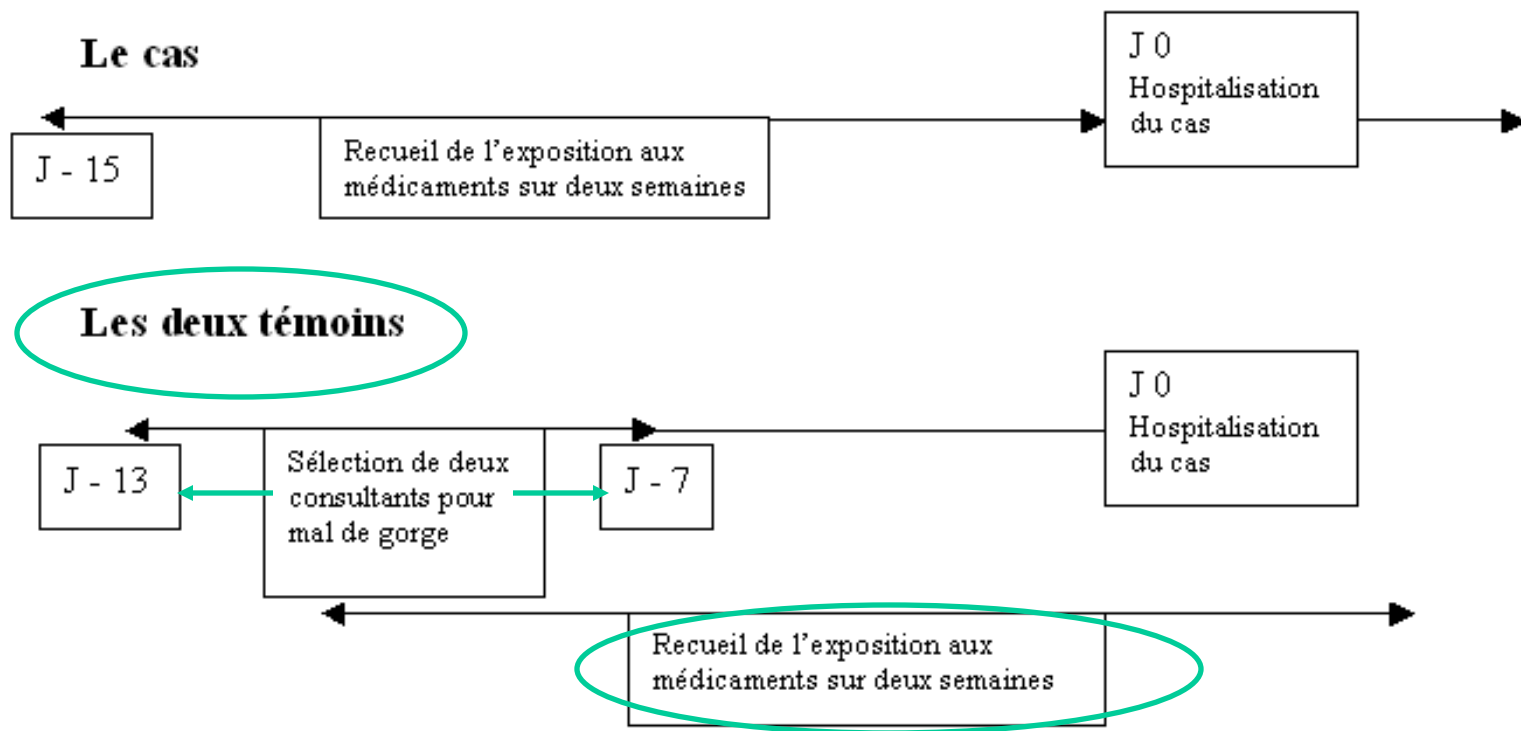 Le cas
J 0
Hospitalisation
du cas
J - 15
Recueil de l'exposition aux
médicaments sur deux semaines
Les deux témoins
J 0
Hospitalisation
du cas
J - 13
Sélection de deux
consultants pour
mal de gorge
J - 7
Recueil de l'exposition aux
médicaments sur deux semaines